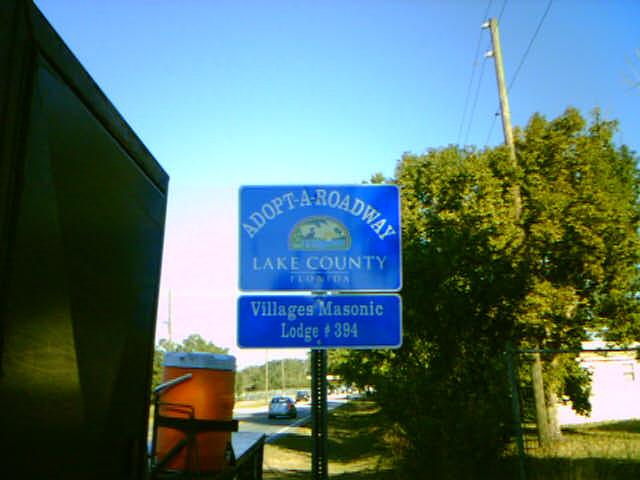 ADOPT-A-ROADWAY
LAKE COUNTY
FLORIDA
Villages Masonic
Lodge # 394